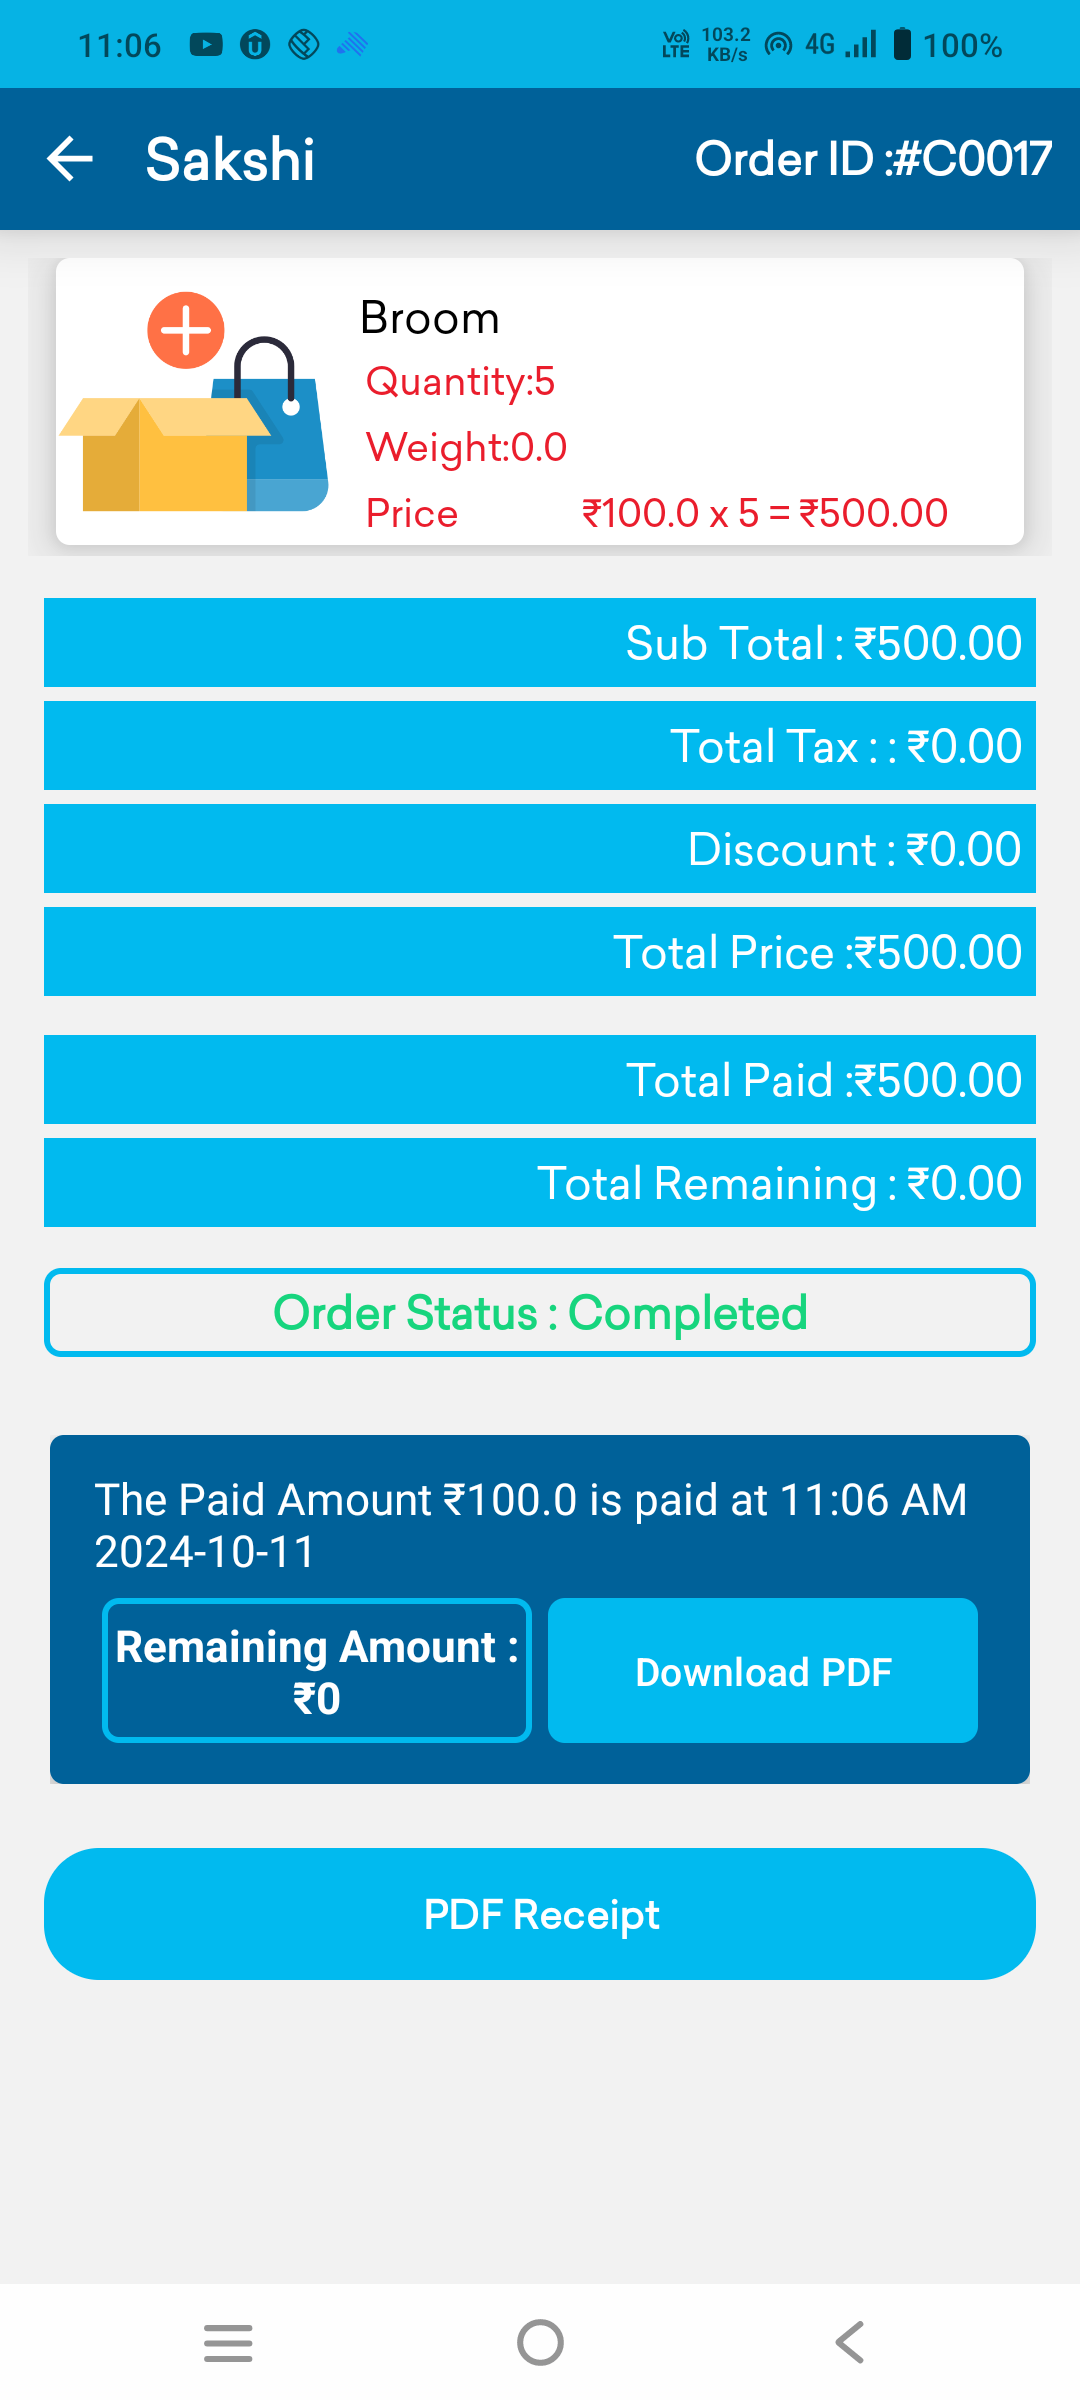 11:06
Vo)) LTE 103.2 KB/s 4G 100%
Sakshi
Order ID :#C0017
Broom
Quantity:5
Weight:0.0
Price ₹100.0 x 5 = ₹500.00
Sub Total : ₹500.00
Total Tax : : ₹0.00
Discount : ₹0.00
Total Price :₹500.00
Total Paid :₹500.00
Total Remaining : ₹0.00
Order Status : Completed
The Paid Amount ₹100.0 is paid at 11:06 AM
2024-10-11
Remaining Amount :
₹0
Download PDF
PDF Receipt